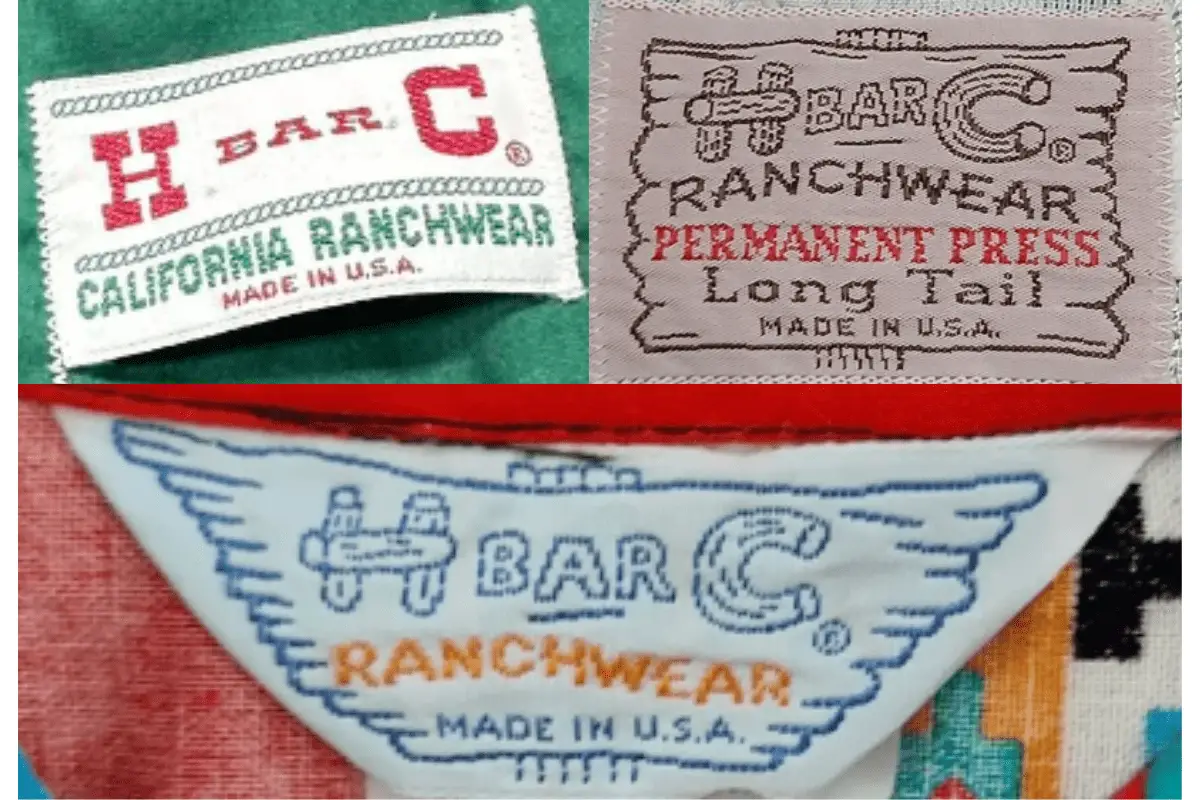 H BAR C ®
CALIFORNIA RANCHWEAR
MADE IN U.S.A.
H BAR C ®
RANCHWEAR
PERMANENT PRESS
Long Tail
MADE IN U.S.A.
H BAR C ®
RANCHWEAR
MADE IN U.S.A.